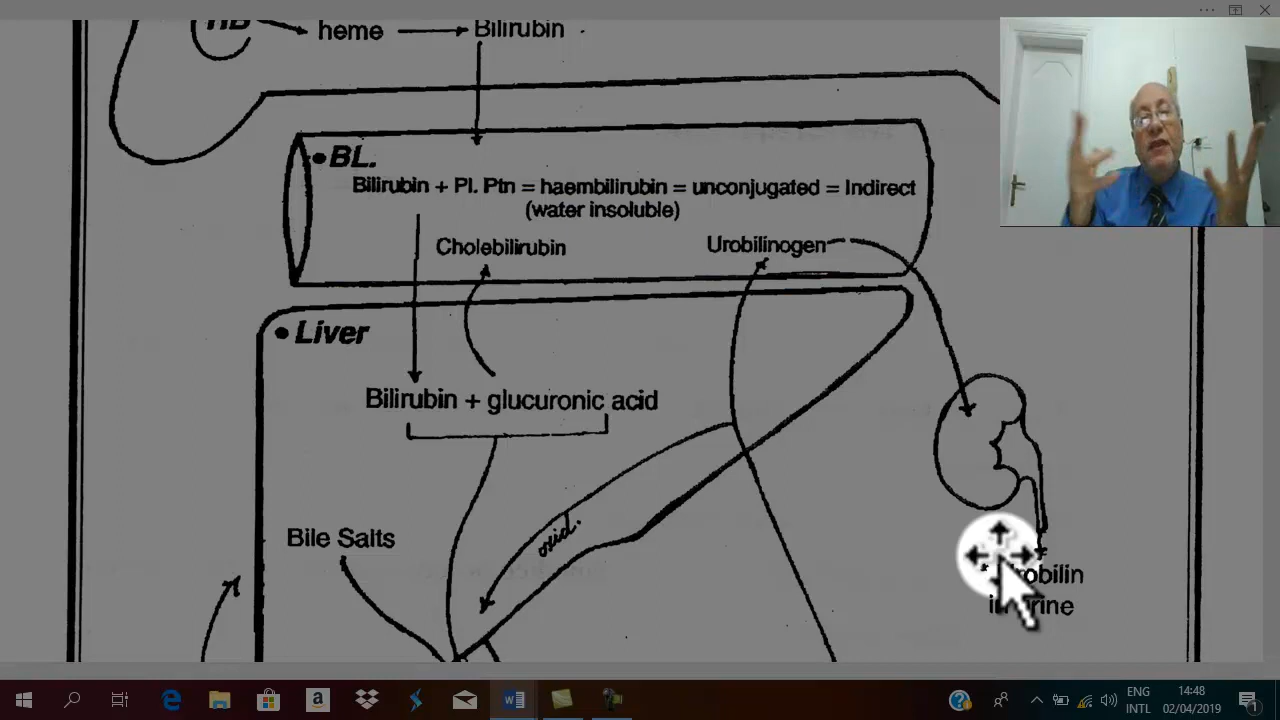 HB heme Bilirubin
• BL.
Bilirubin + Pl. Ptn = haembilirubin = unconjugated = Indirect
(water insoluble)
Cholebilirubin Urobilinogen
• Liver
Bilirubin + glucuronic acid
oxid.
Bile Salts
ENG
INTL
14:48
02/04/2019